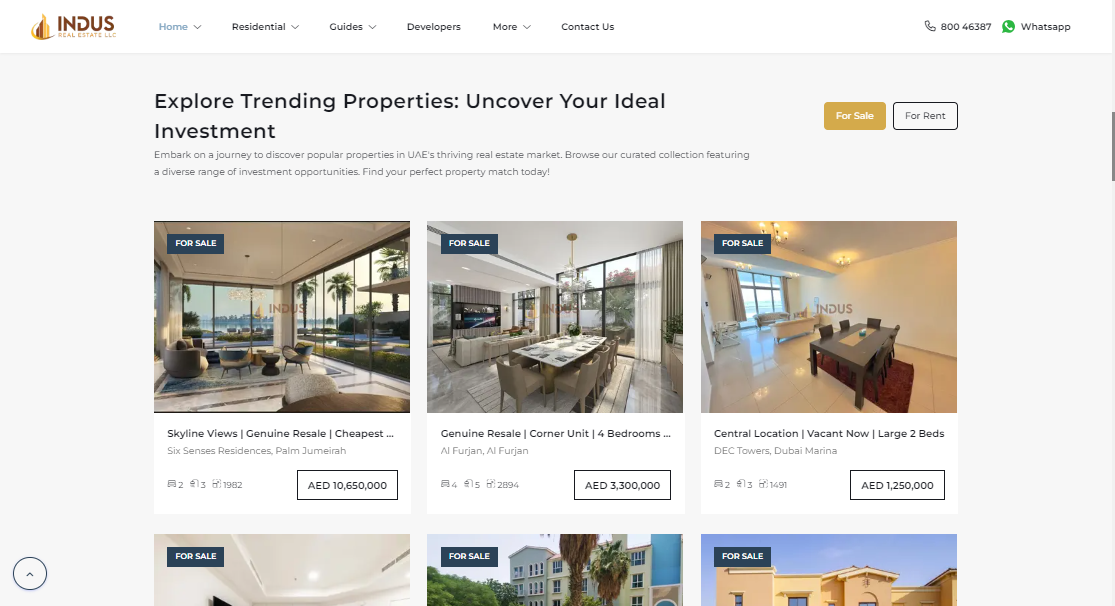 INDUS
REAL ESTATE LLC
Home
Residential
Guides
Developers
More
Contact Us
800 46387
Whatsapp
Explore Trending Properties: Uncover Your Ideal
Investment
For Sale
For Rent
Embark on a journey to discover popular properties in UAE's thriving real estate market. Browse our curated collection featuring
a diverse range of investment opportunities. Find your perfect property match today!
FOR SALE
INDUS
Skyline Views | Genuine Resale | Cheapest ...
Six Senses Residences, Palm Jumeirah
2 3 1982
AED 10,650,000
FOR SALE
INDUS
Genuine Resale | Corner Unit | 4 Bedrooms ...
Al Furjan, Al Furjan
4 5 2894
AED 3,300,000
FOR SALE
INDUS
Central Location | Vacant Now | Large 2 Beds
DEC Towers, Dubai Marina
2 3 1491
AED 1,250,000
FOR SALE
FOR SALE
FOR SALE